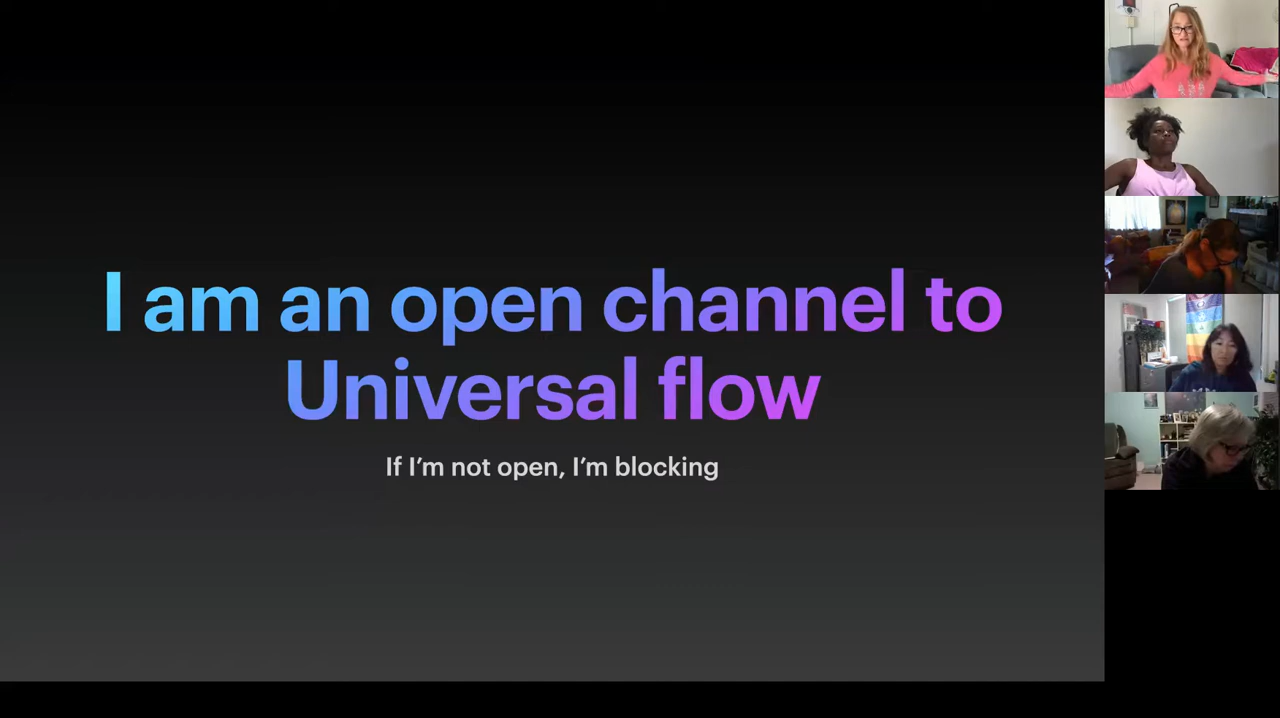 I am an open channel to
Universal flow
If I’m not open, I’m blocking